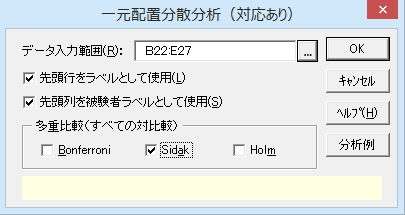 一元配置分散分析（対応あり）
データ入力範囲(R): B22:E27 ... OK
先頭行をラベルとして使用(L) キャンセル
先頭列を被験者ラベルとして使用(S) ﾍﾙﾌﾟ(H)
多重比較(すべての対比較) 分析例
Bonferroni Sidak Holm